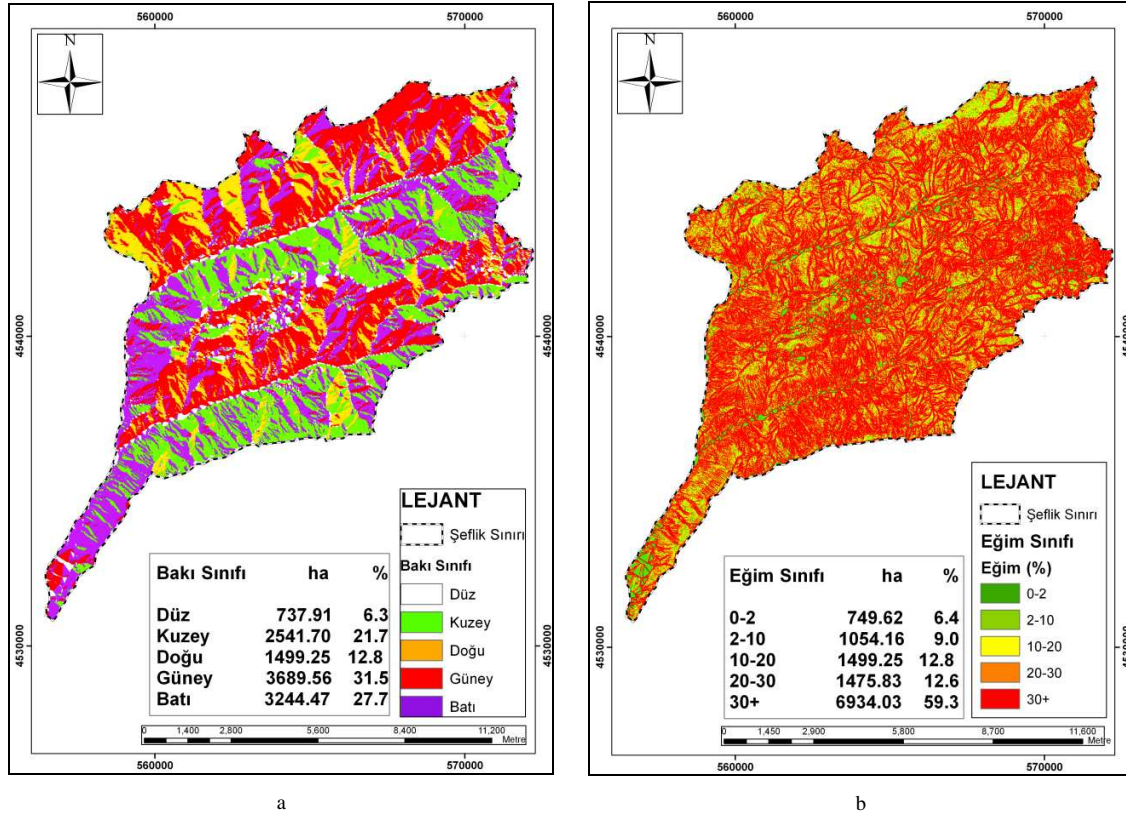 560000
570000
N
4540000
4540000
LEJANT
Şeflik Sınırı
Bakı Sınıfı
Düz
Kuzey
Doğu
Güney
Batı
Bakı Sınıfı ha %
Düz 737.91 6.3
Kuzey 2541.70 21.7
Doğu 1499.25 12.8
Güney 3689.56 31.5
Batı 3244.47 27.7
4530000
4530000
0 1,400 2,800 5,600 8,400 11,200
Metre
560000
570000
a
560000
570000
N
4540000
4540000
LEJANT
Şeflik Sınırı
Eğim Sınıfı
Eğim (%)
0-2
2-10
10-20
20-30
30+
Eğim Sınıfı ha %
0-2 749.62 6.4
2-10 1054.16 9.0
10-20 1499.25 12.8
20-30 1475.83 12.6
30+ 6934.03 59.3
4530000
4530000
0 1,450 2,900 5,800 8,700 11,600
Metre
560000
570000
b